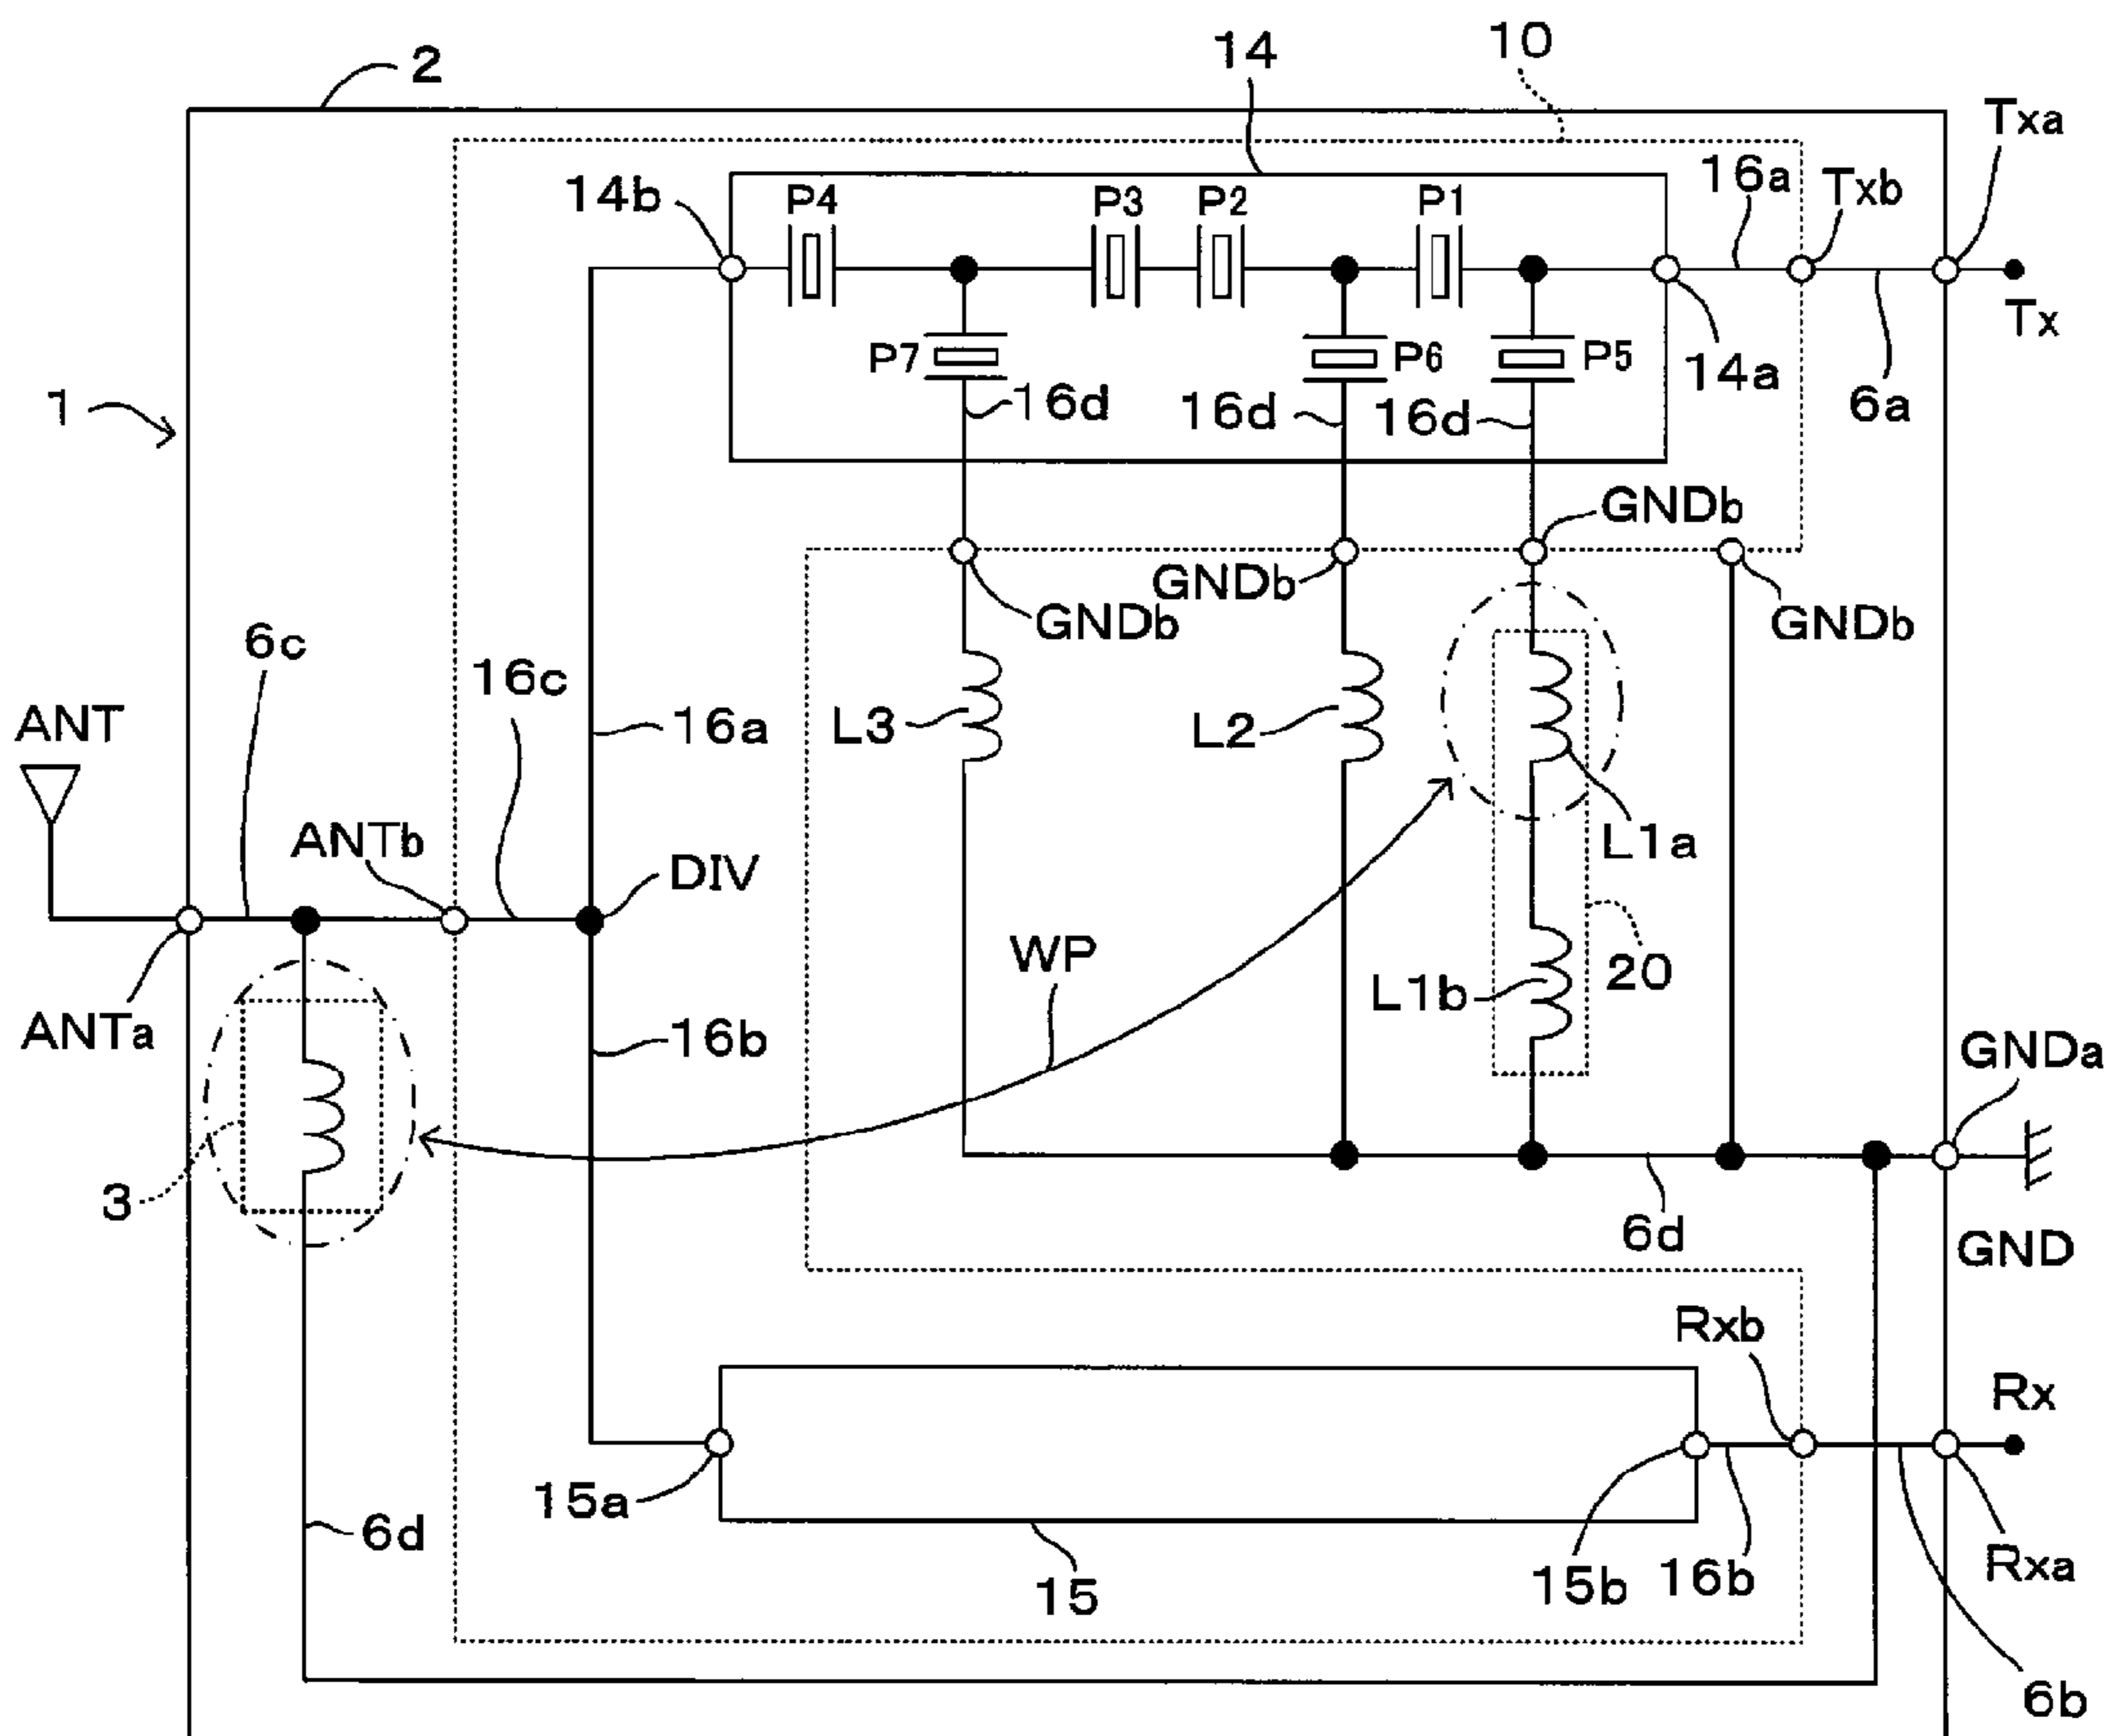 10
14
2
Txa
16a
Txb
14b
P4
P3
P2
P1
Tx
P7
P6
P5
14a
1
16d
16d
16d
6a
GNDb
GNDb
GNDb
GNDb
6c
16c
ANT
L3
16a
L2
L1a
ANTb
DIV
WP
20
L1b
ANTa
16b
GNDa
3
6d
GND
Rxb
Rx
15a
6d
15
15b
16b
Rxa
6b